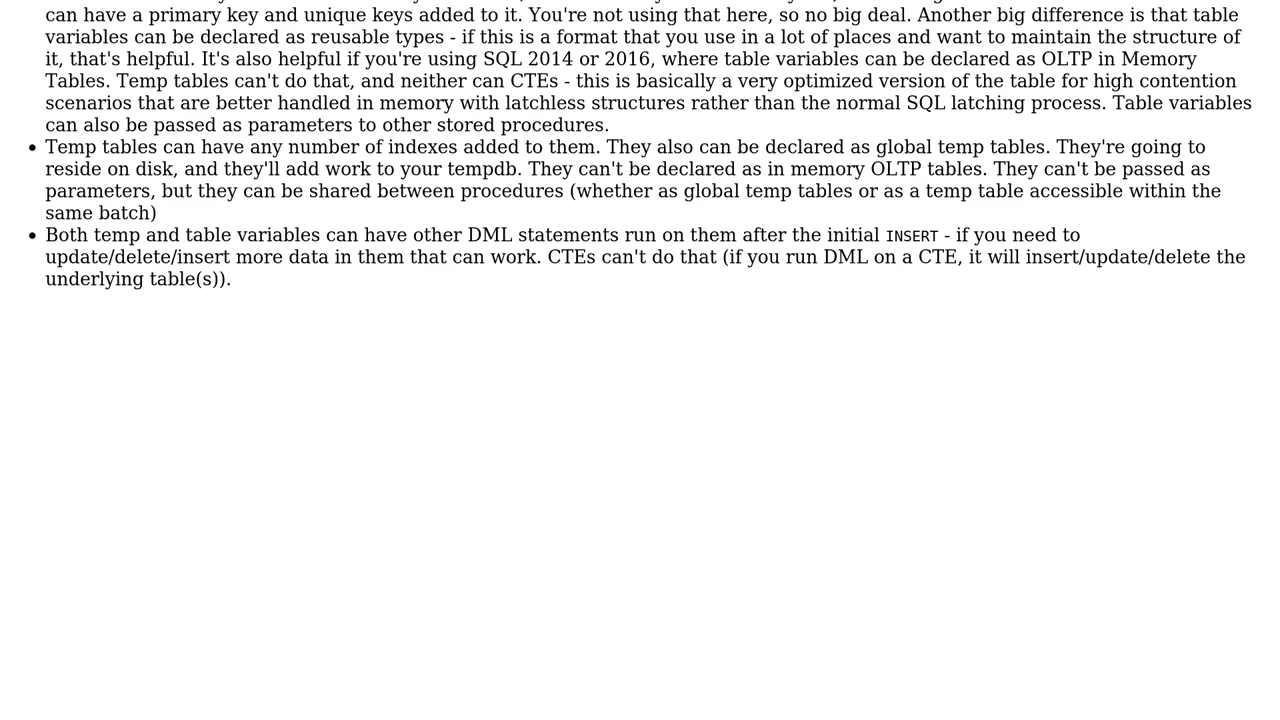 can have a primary key and unique keys added to it. You're not using that here, so no big deal. Another big difference is that table
variables can be declared as reusable types - if this is a format that you use in a lot of places and want to maintain the structure of
it, that's helpful. It's also helpful if you're using SQL 2014 or 2016, where table variables can be declared as OLTP in Memory
Tables. Temp tables can't do that, and neither can CTEs - this is basically a very optimized version of the table for high contention
scenarios that are better handled in memory with latchless structures rather than the normal SQL latching process. Table variables
can also be passed as parameters to other stored procedures.
• Temp tables can have any number of indexes added to them. They also can be declared as global temp tables. They're going to
reside on disk, and they'll add work to your tempdb. They can't be declared as in memory OLTP tables. They can't be passed as
parameters, but they can be shared between procedures (whether as global temp tables or as a temp table accessible within the
same batch)
• Both temp and table variables can have other DML statements run on them after the initial INSERT - if you need to
update/delete/insert more data in them that can work. CTEs can't do that (if you run DML on a CTE, it will insert/update/delete the
underlying table(s)).